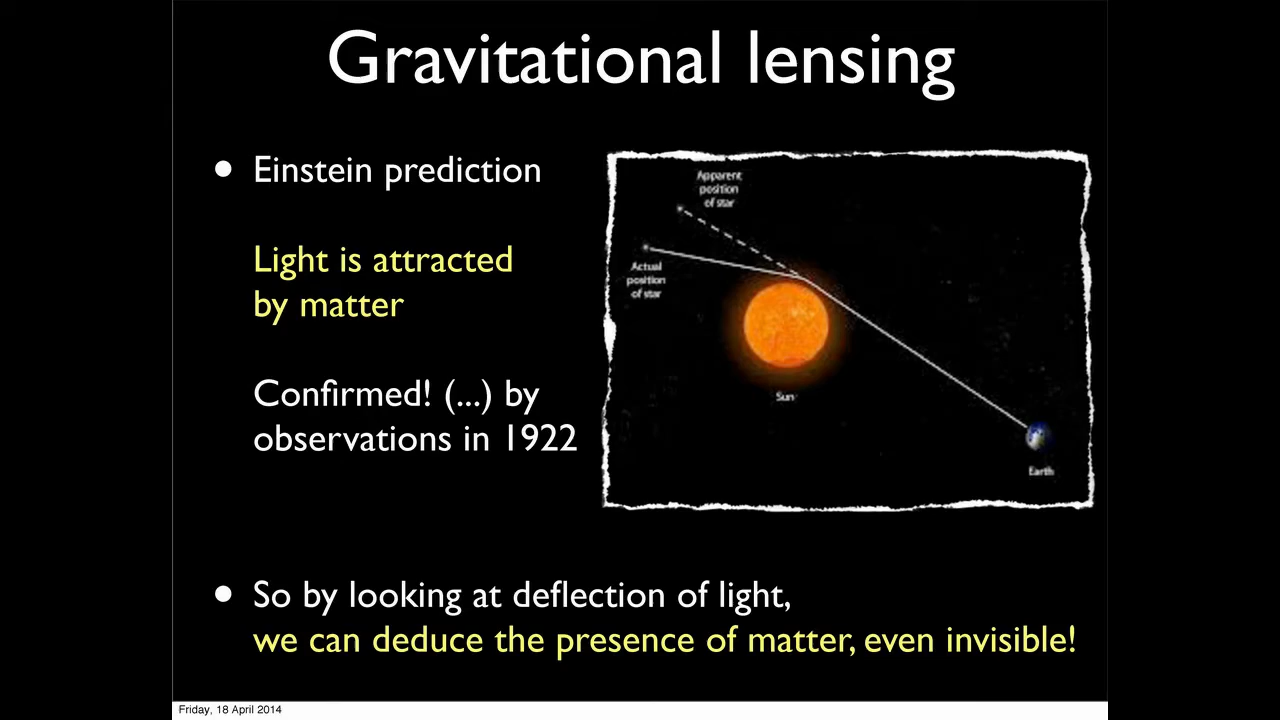 Gravitational lensing
• Einstein prediction
Light is attracted
by matter
Confirmed! (...) by
observations in 1922
Apparent
position
of star
Actual
position
of star
Sun
Earth
• So by looking at deflection of light,
we can deduce the presence of matter, even invisible!
Friday, 18 April 2014